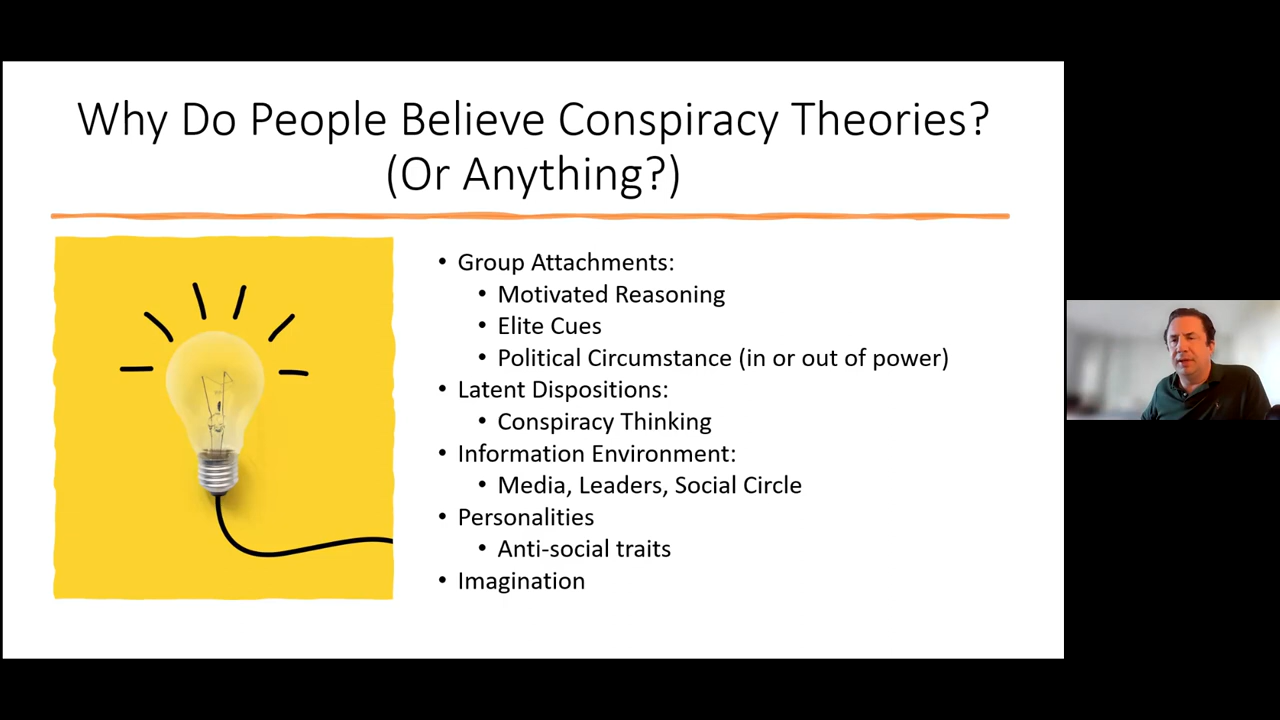 Why Do People Believe Conspiracy Theories?
(Or Anything?)
• Group Attachments:
• Motivated Reasoning
• Elite Cues
• Political Circumstance (in or out of power)
• Latent Dispositions:
• Conspiracy Thinking
• Information Environment:
• Media, Leaders, Social Circle
• Personalities
• Anti-social traits
• Imagination